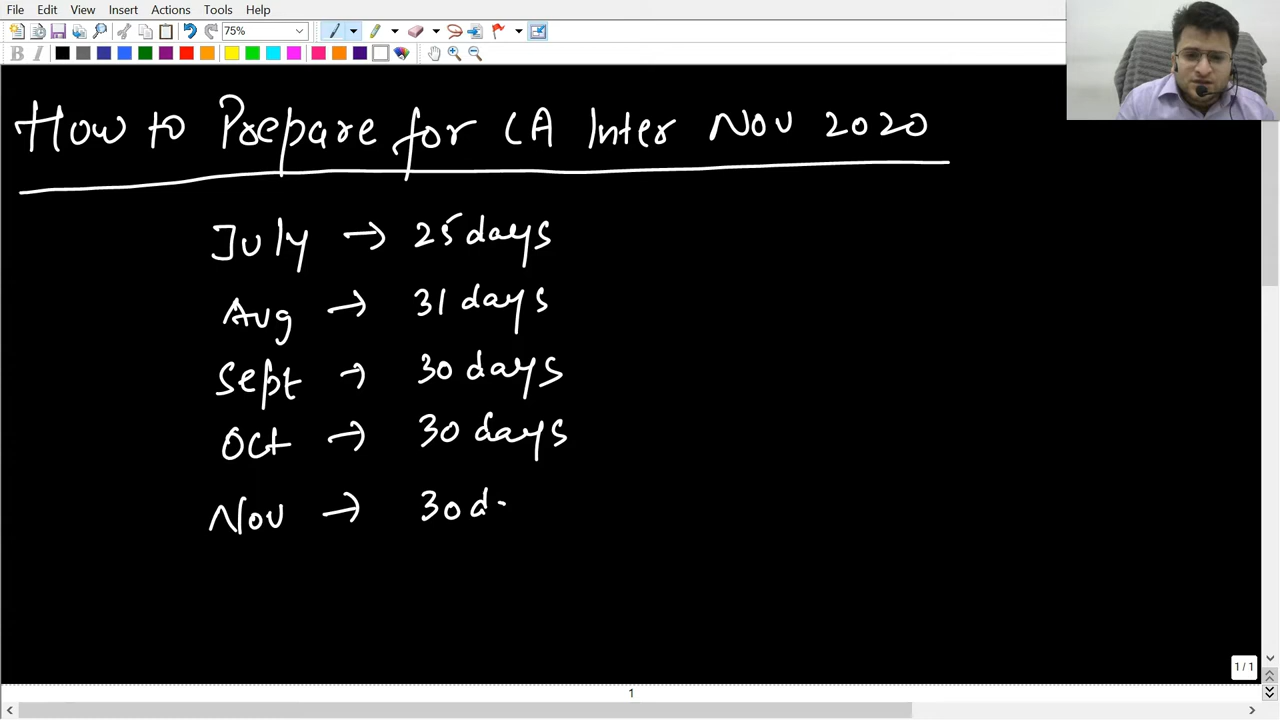 File Edit View Insert Actions Tools Help
75%
B I
How to Prepare for CA Inter Nov 2020
July → 25 days
Aug → 31 days
Sept → 30 days
Oct → 30 days
Nov → 30 d
1/1
1